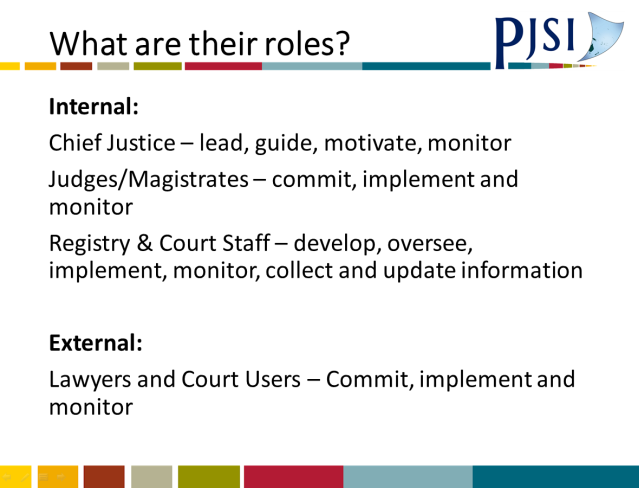 What are their roles?
PJSI
Internal:
Chief Justice – lead, guide, motivate, monitor
Judges/Magistrates – commit, implement and
monitor
Registry & Court Staff – develop, oversee,
implement, monitor, collect and update information
External:
Lawyers and Court Users – Commit, implement and
monitor